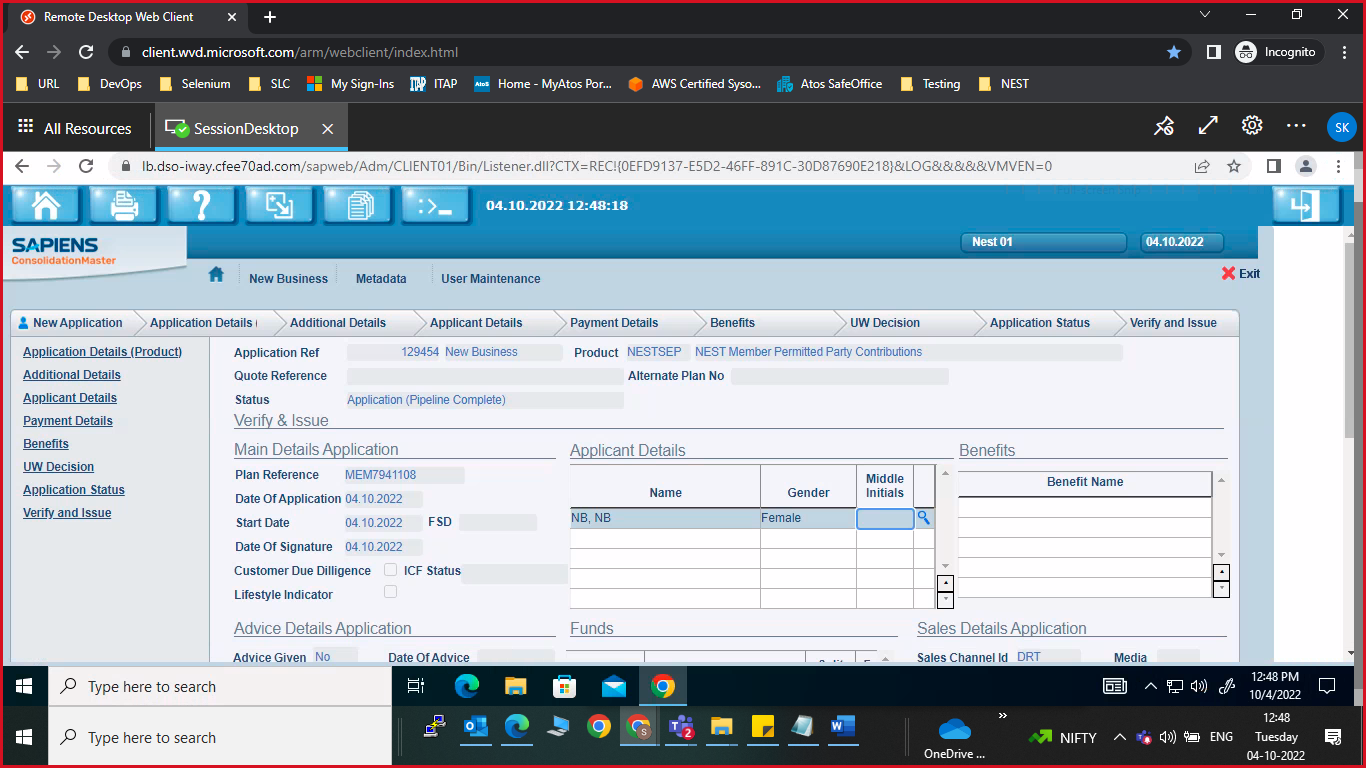 Remote Desktop Web Client
client.wvd.microsoft.com/arm/webclient/index.html
Incognito
URL DevOps Selenium SLC My Sign-Ins ITAP Home - MyAtos Por... AWS Certified Syso... Atos SafeOffice Testing NEST
All Resources SessionDesktop SK
lb.dso-iway.cfee70ad.com/sapweb/Adm/CLIENT01/Bin/Listener.dll?CTX=REC!{0EFD9137-E5D2-46FF-891C-30D87690E218}&LOG&&&&&VMVEN=0
04.10.2022 12:48:18
SAPIENS
ConsolidationMaster
Nest 01 04.10.2022
New Business Metadata User Maintenance Exit
New Application Application Details ( Additional Details Applicant Details Payment Details Benefits UW Decision Application Status Verify and Issue
Application Details (Product)
Additional Details
Applicant Details
Payment Details
Benefits
UW Decision
Application Status
Verify and Issue
Application Ref 129454 New Business Product NESTSEP NEST Member Permitted Party Contributions
Quote Reference Alternate Plan No
Status Application (Pipeline Complete)
Verify & Issue
Main Details Application
Plan Reference MEM7941108
Date Of Application 04.10.2022
Start Date 04.10.2022 FSD
Date Of Signature 04.10.2022
Customer Due Dilligence ICF Status
Lifestyle Indicator
Applicant Details
Name Gender Middle Initials
NB, NB Female
Benefits
Benefit Name
Advice Details Application
Advice Given No Date Of Advice
Funds
Sales Details Application
Sales Channel Id DRT Media
Type here to search
12:48 PM
10/4/2022
Type here to search
OneDrive ...
NIFTY
ENG
12:48
Tuesday
04-10-2022